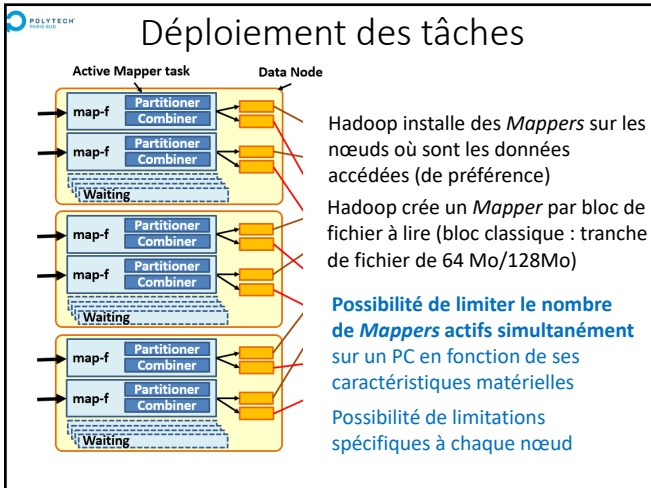 POLYTECH'
PARIS-SUD
Déploiement des tâches
Active Mapper task
Data Node
map-f
Partitioner
Combiner
map-f
Partitioner
Combiner
Waiting
map-f
Partitioner
Combiner
map-f
Partitioner
Combiner
Waiting
map-f
Partitioner
Combiner
map-f
Partitioner
Combiner
Waiting
Hadoop installe des Mappers sur les
nœuds où sont les données
accédées (de préférence)
Hadoop crée un Mapper par bloc de
fichier à lire (bloc classique : tranche
de fichier de 64 Mo/128Mo)
Possibilité de limiter le nombre
de Mappers actifs simultanément
sur un PC en fonction de ses
caractéristiques matérielles
Possibilité de limitations
spécifiques à chaque nœud